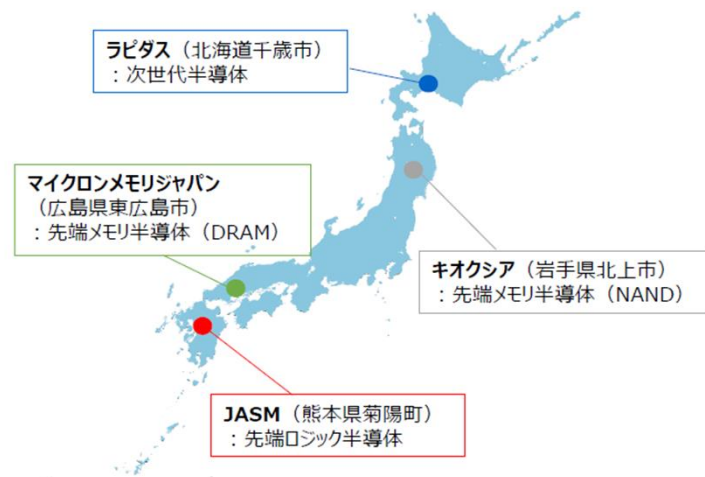 ラピダス（北海道千歳市）
：次世代半導体
マイクロンメモリジャパン
（広島県東広島市）
：先端メモリ半導体（DRAM）
キオクシア（岩手県北上市）
：先端メモリ半導体（NAND）
JASM（熊本県菊陽町）
：先端ロジック半導体